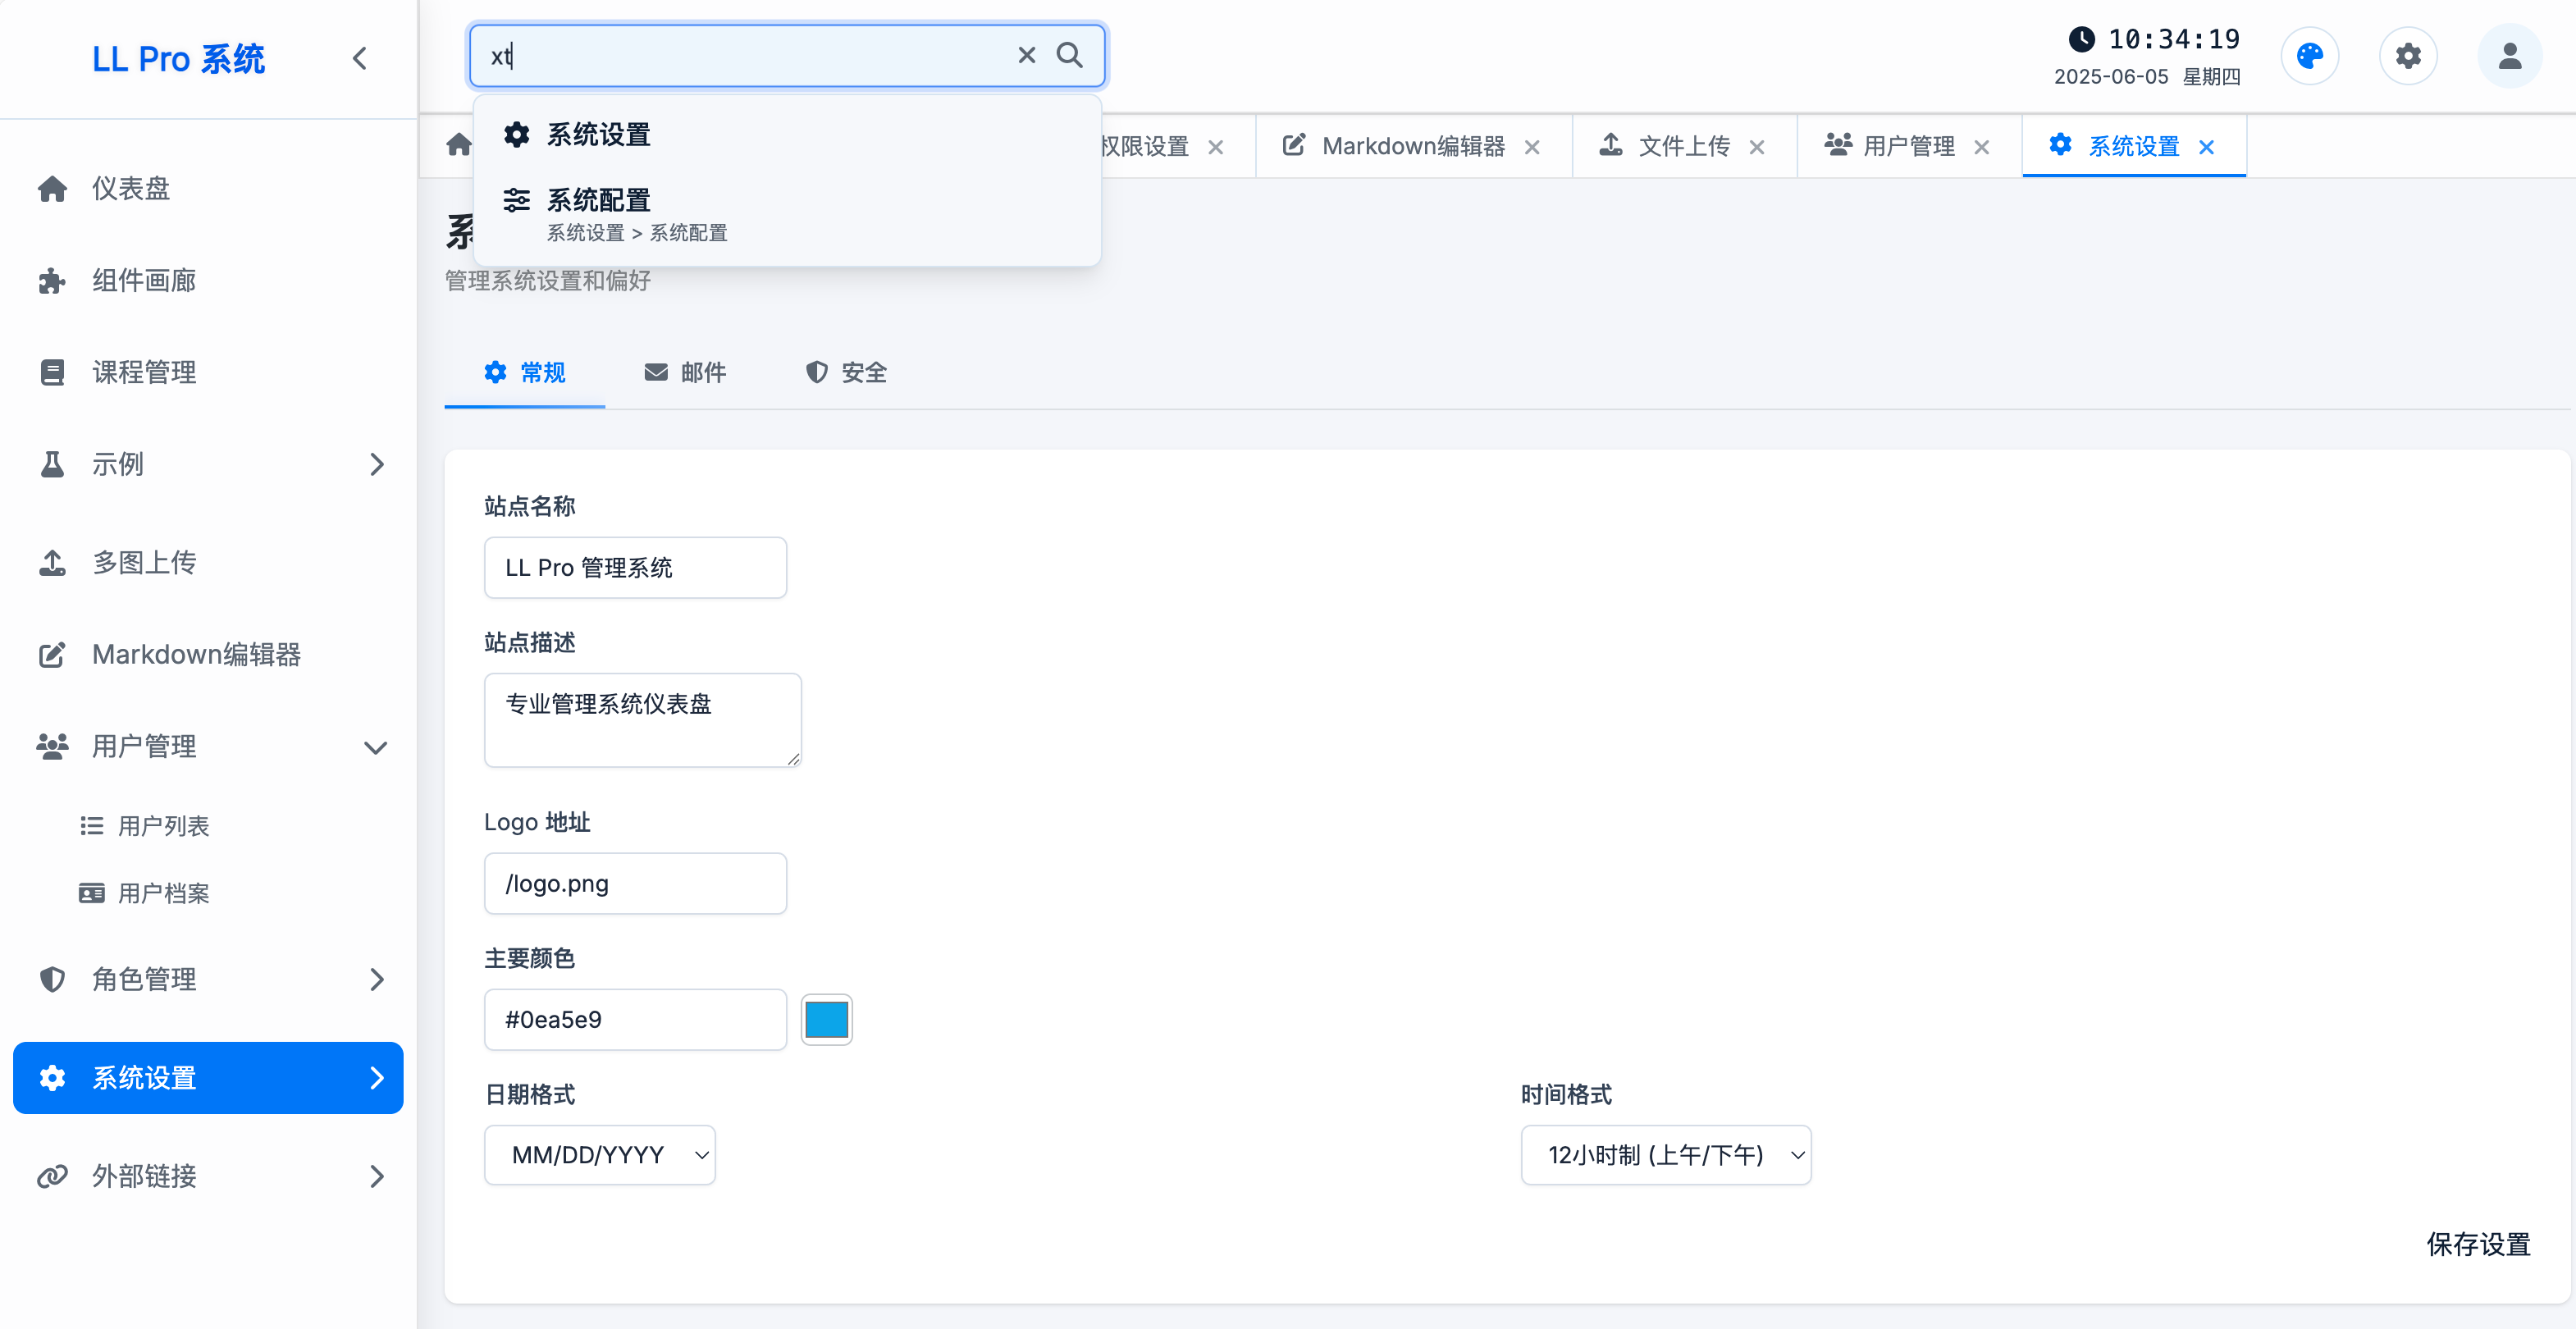 LL Pro 系统
xt
10:34:19
2025-06-05 星期四
系统设置
系统配置
系统设置 > 系统配置
权限设置
Markdown编辑器
文件上传
用户管理
系统设置
管理系统设置和偏好
仪表盘
组件画廊
课程管理
示例
多图上传
Markdown编辑器
用户管理
用户列表
用户档案
角色管理
系统设置
外部链接
常规
邮件
安全
站点名称
LL Pro 管理系统
站点描述
专业管理系统仪表盘
Logo 地址
/logo.png
主要颜色
#0ea5e9
日期格式
MM/DD/YYYY
时间格式
12小时制 (上午/下午)
保存设置